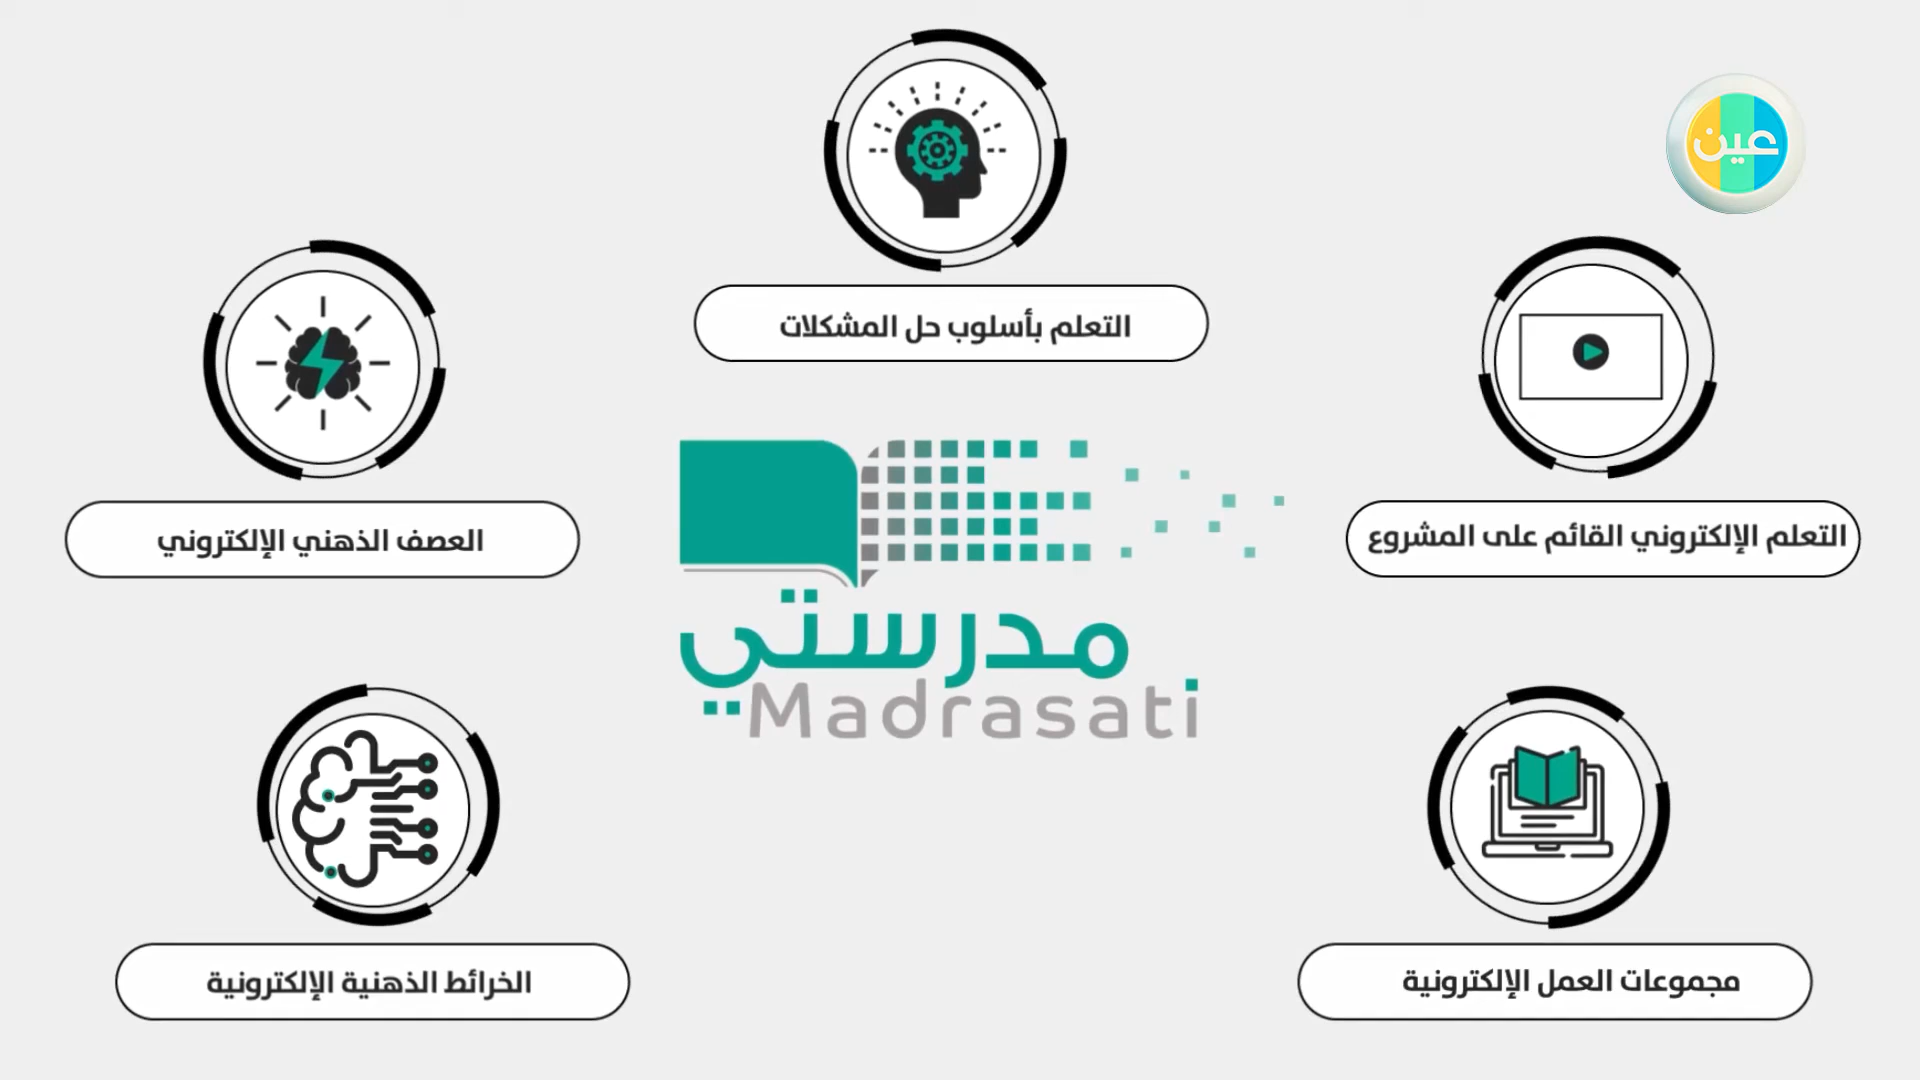 عين
التعلم بأسلوب حل المشكلات
التعلم الإلكتروني القائم على المشروع
العصف الذهني الإلكتروني
مدرستي
Madrasati
مجموعات العمل الإلكترونية
الخرائط الذهنية الإلكترونية